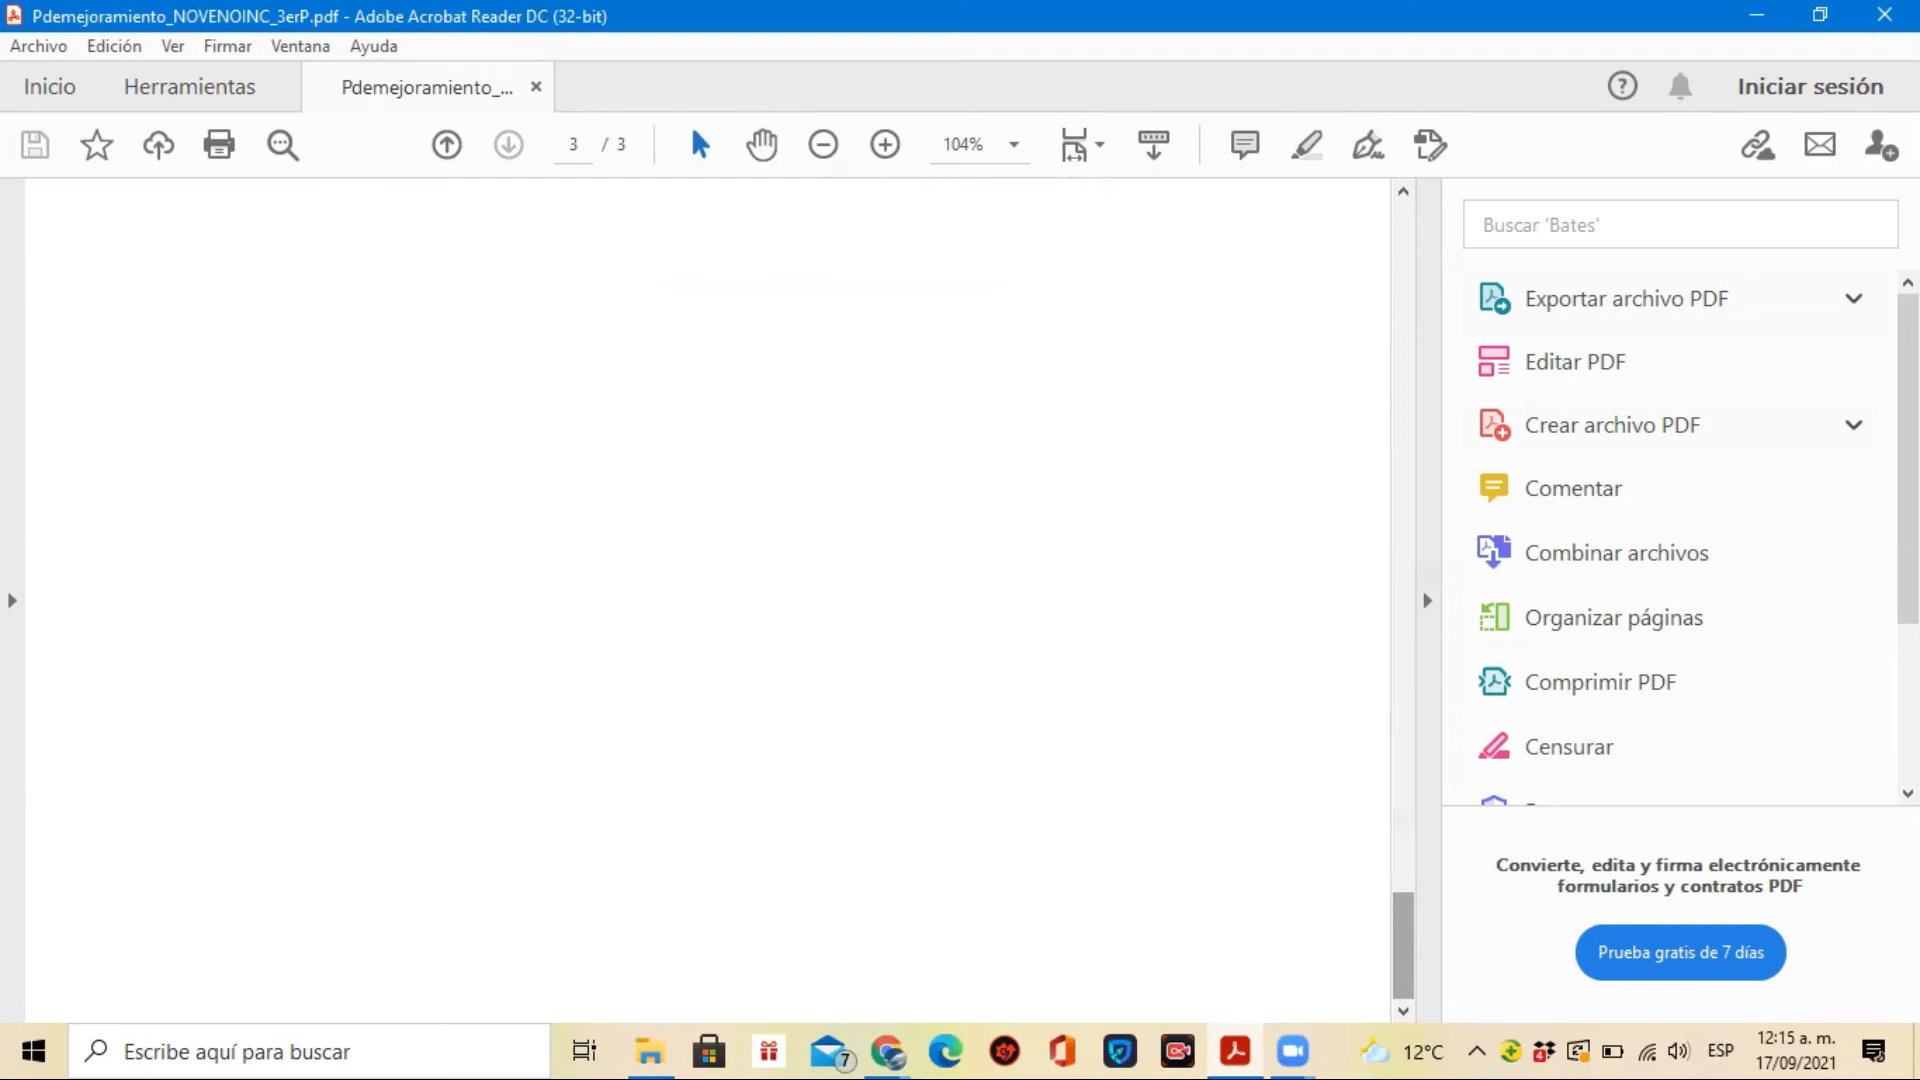 Pdemejoramiento_NOVENOINC_3erP.pdf - Adobe Acrobat Reader DC (32-bit)
Archivo Edición Ver Firmar Ventana Ayuda
Inicio Herramientas Pdemejoramiento_... Iniciar sesión
3 / 3 104%
Buscar 'Bates'
Exportar archivo PDF
Editar PDF
Crear archivo PDF
Comentar
Combinar archivos
Organizar páginas
Comprimir PDF
Censurar
Convierte, edita y firma electrónicamente
formularios y contratos PDF
Prueba gratis de 7 días
Escribe aquí para buscar 7 12°C 4 ESP 12:15 a. m.
17/09/2021